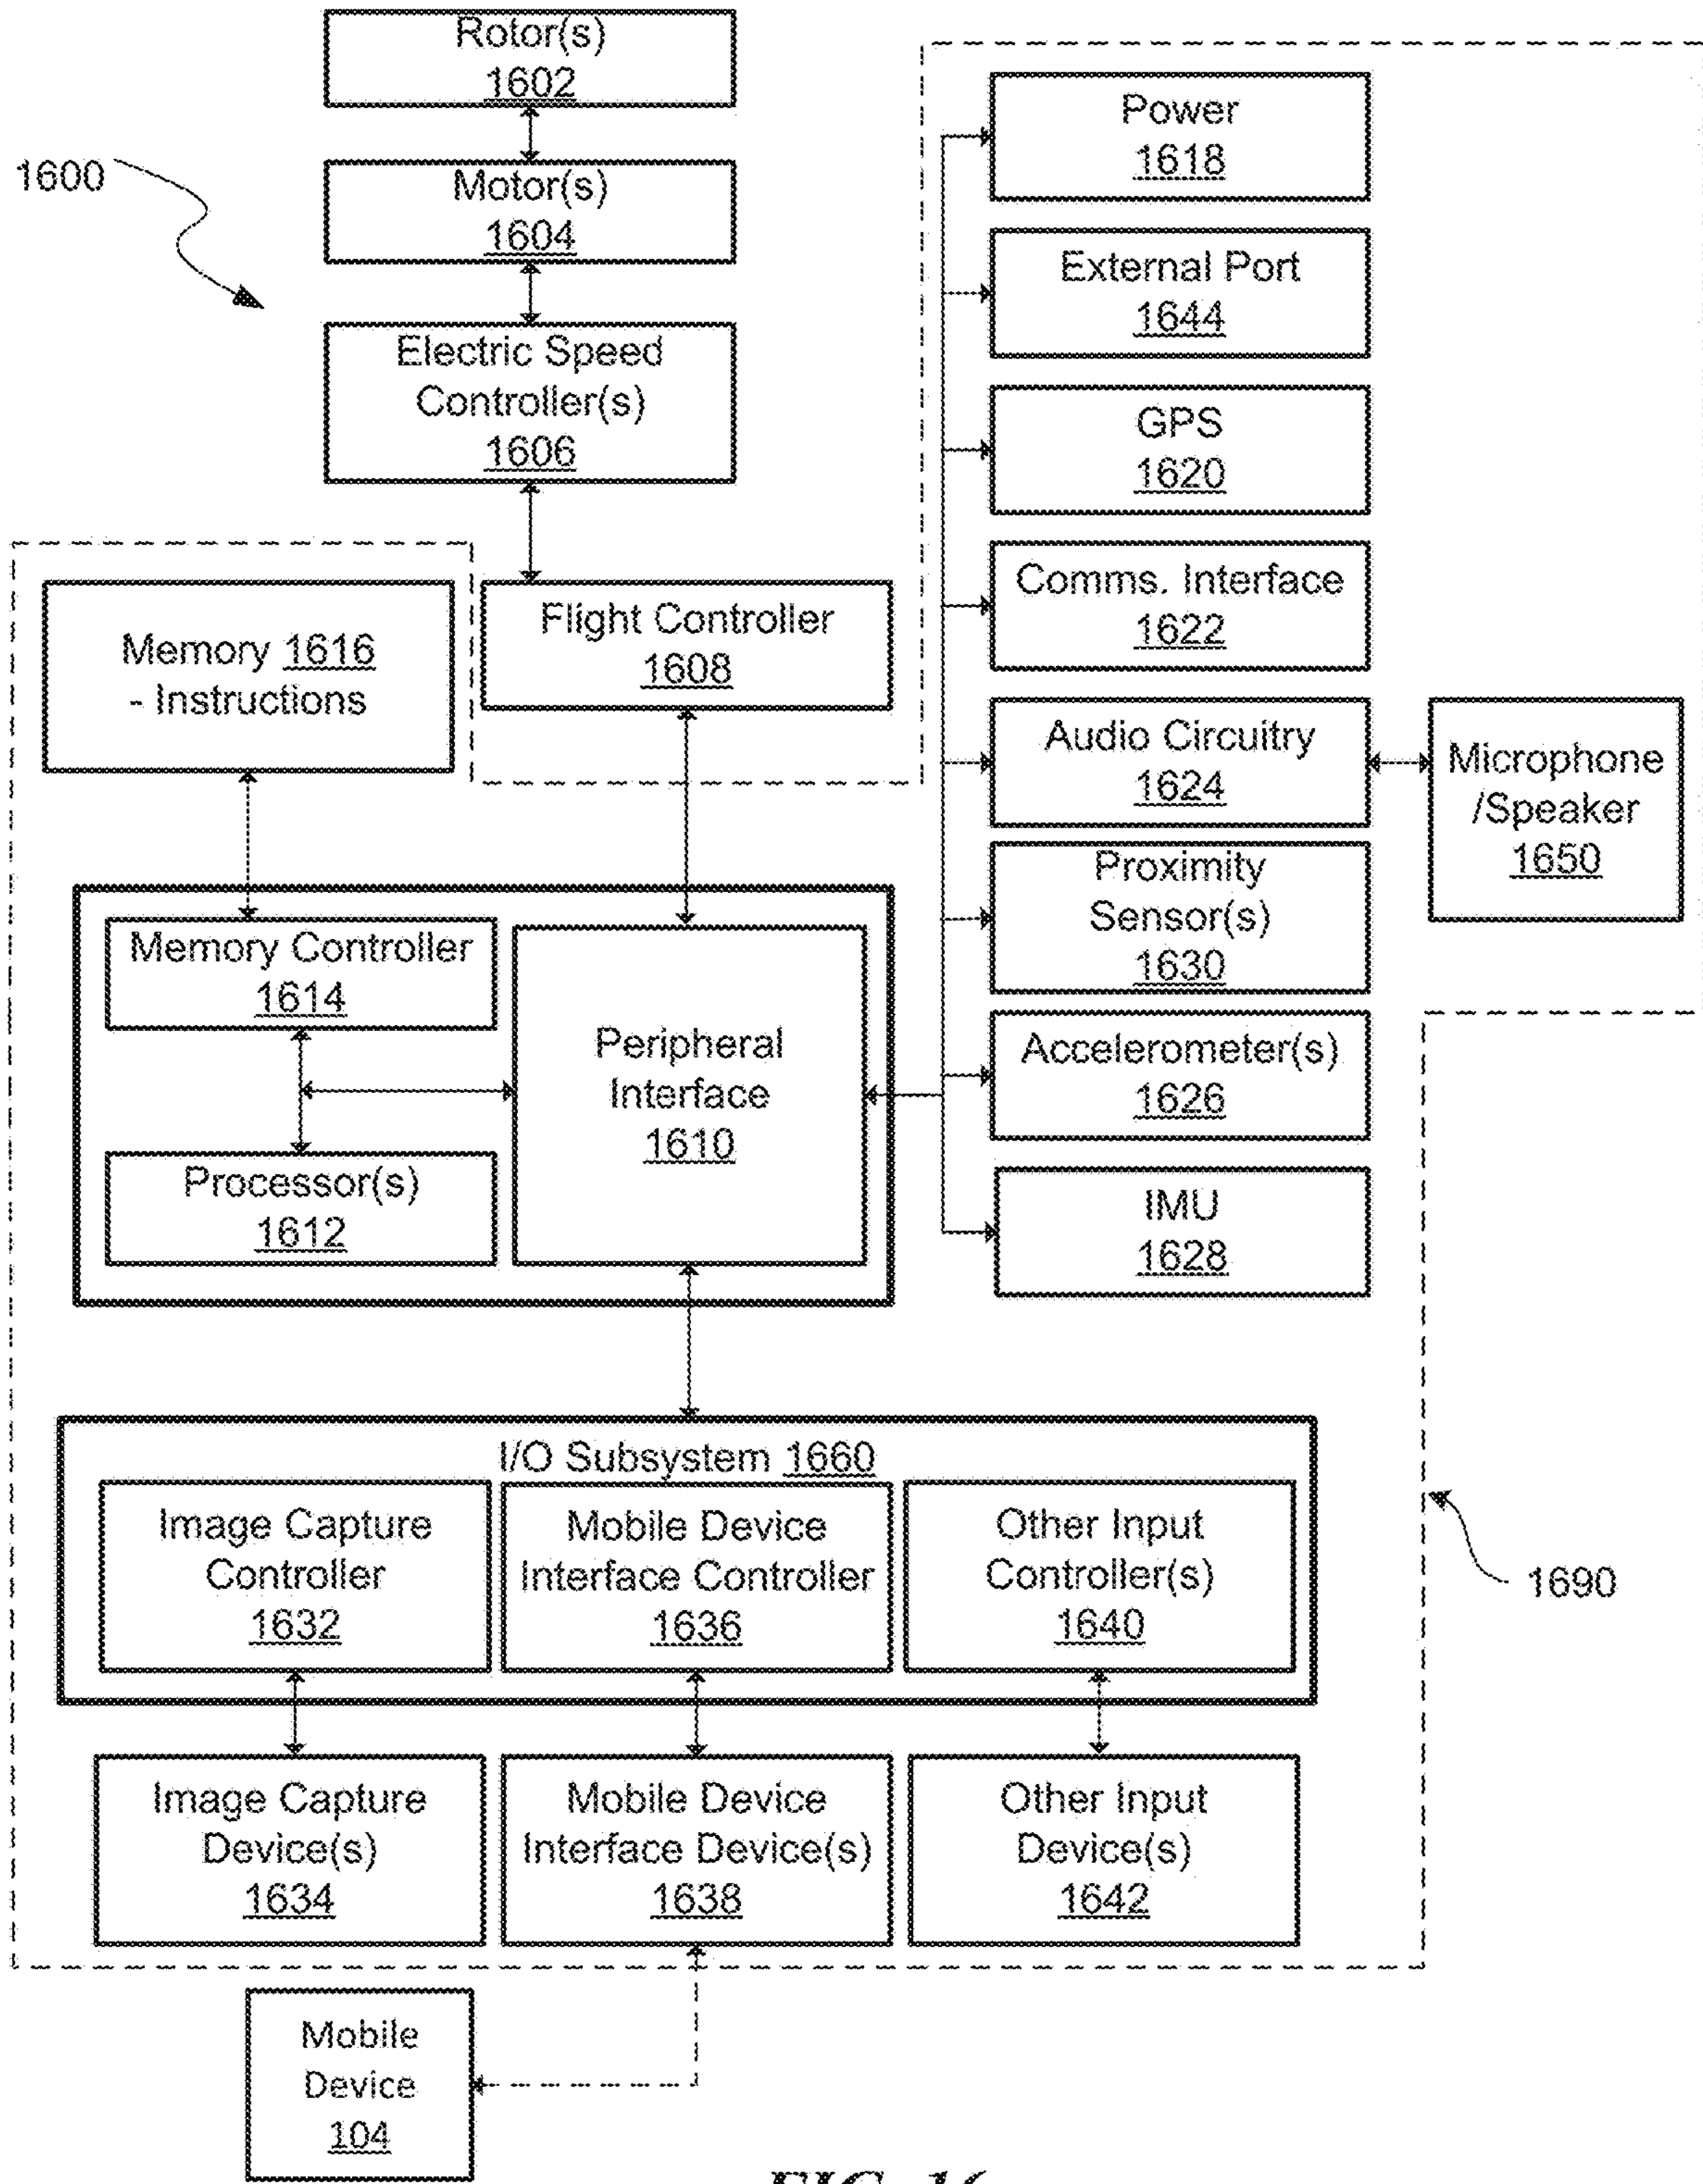 Rotor(s)
1602
1600
Motor(s)
1604
Electric Speed
Controller(s)
1606
Memory 1616
- Instructions
Flight Controller
1608
Power
1618
External Port
1644
GPS
1620
Comms. Interface
1622
Audio Circuitry
1624
Microphone
/Speaker
1650
Proximity
Sensor(s)
1630
Accelerometer(s)
1626
IMU
1628
Memory Controller
1614
Processor(s)
1612
Peripheral
Interface
1610
I/O Subsystem 1660
Image Capture
Controller
1632
Mobile Device
Interface Controller
1636
Other Input
Controller(s)
1640
1690
Image Capture
Device(s)
1634
Mobile Device
Interface Device(s)
1638
Other Input
Device(s)
1642
Mobile
Device
104
FIG. 16